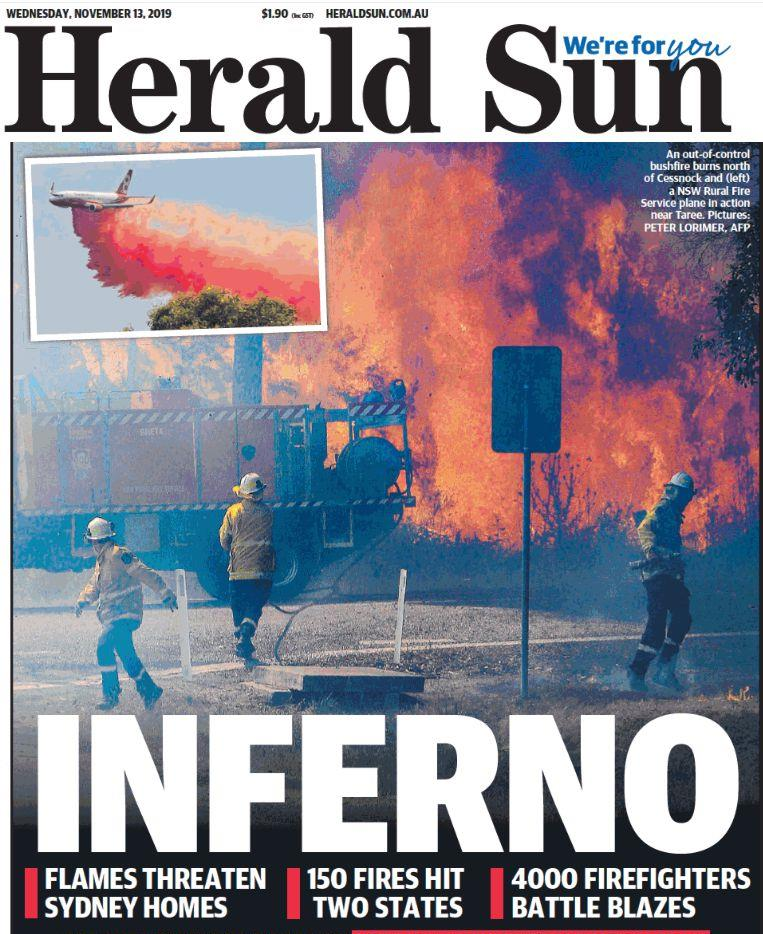 WEDNESDAY, NOVEMBER 13, 2019 $1.90 (Inc GST) HERALDSUN.COM.AU
We're for you
Herald Sun
An out-of-control
bushfire burns north
of Cessnock and (left)
a NSW Rural Fire
Service plane in action
near Taree. Pictures:
PETER LORIMER, AFP
INFERNO
FLAMES THREATEN
SYDNEY HOMES
150 FIRES HIT
TWO STATES
4000 FIREFIGHTERS
BATTLE BLAZES